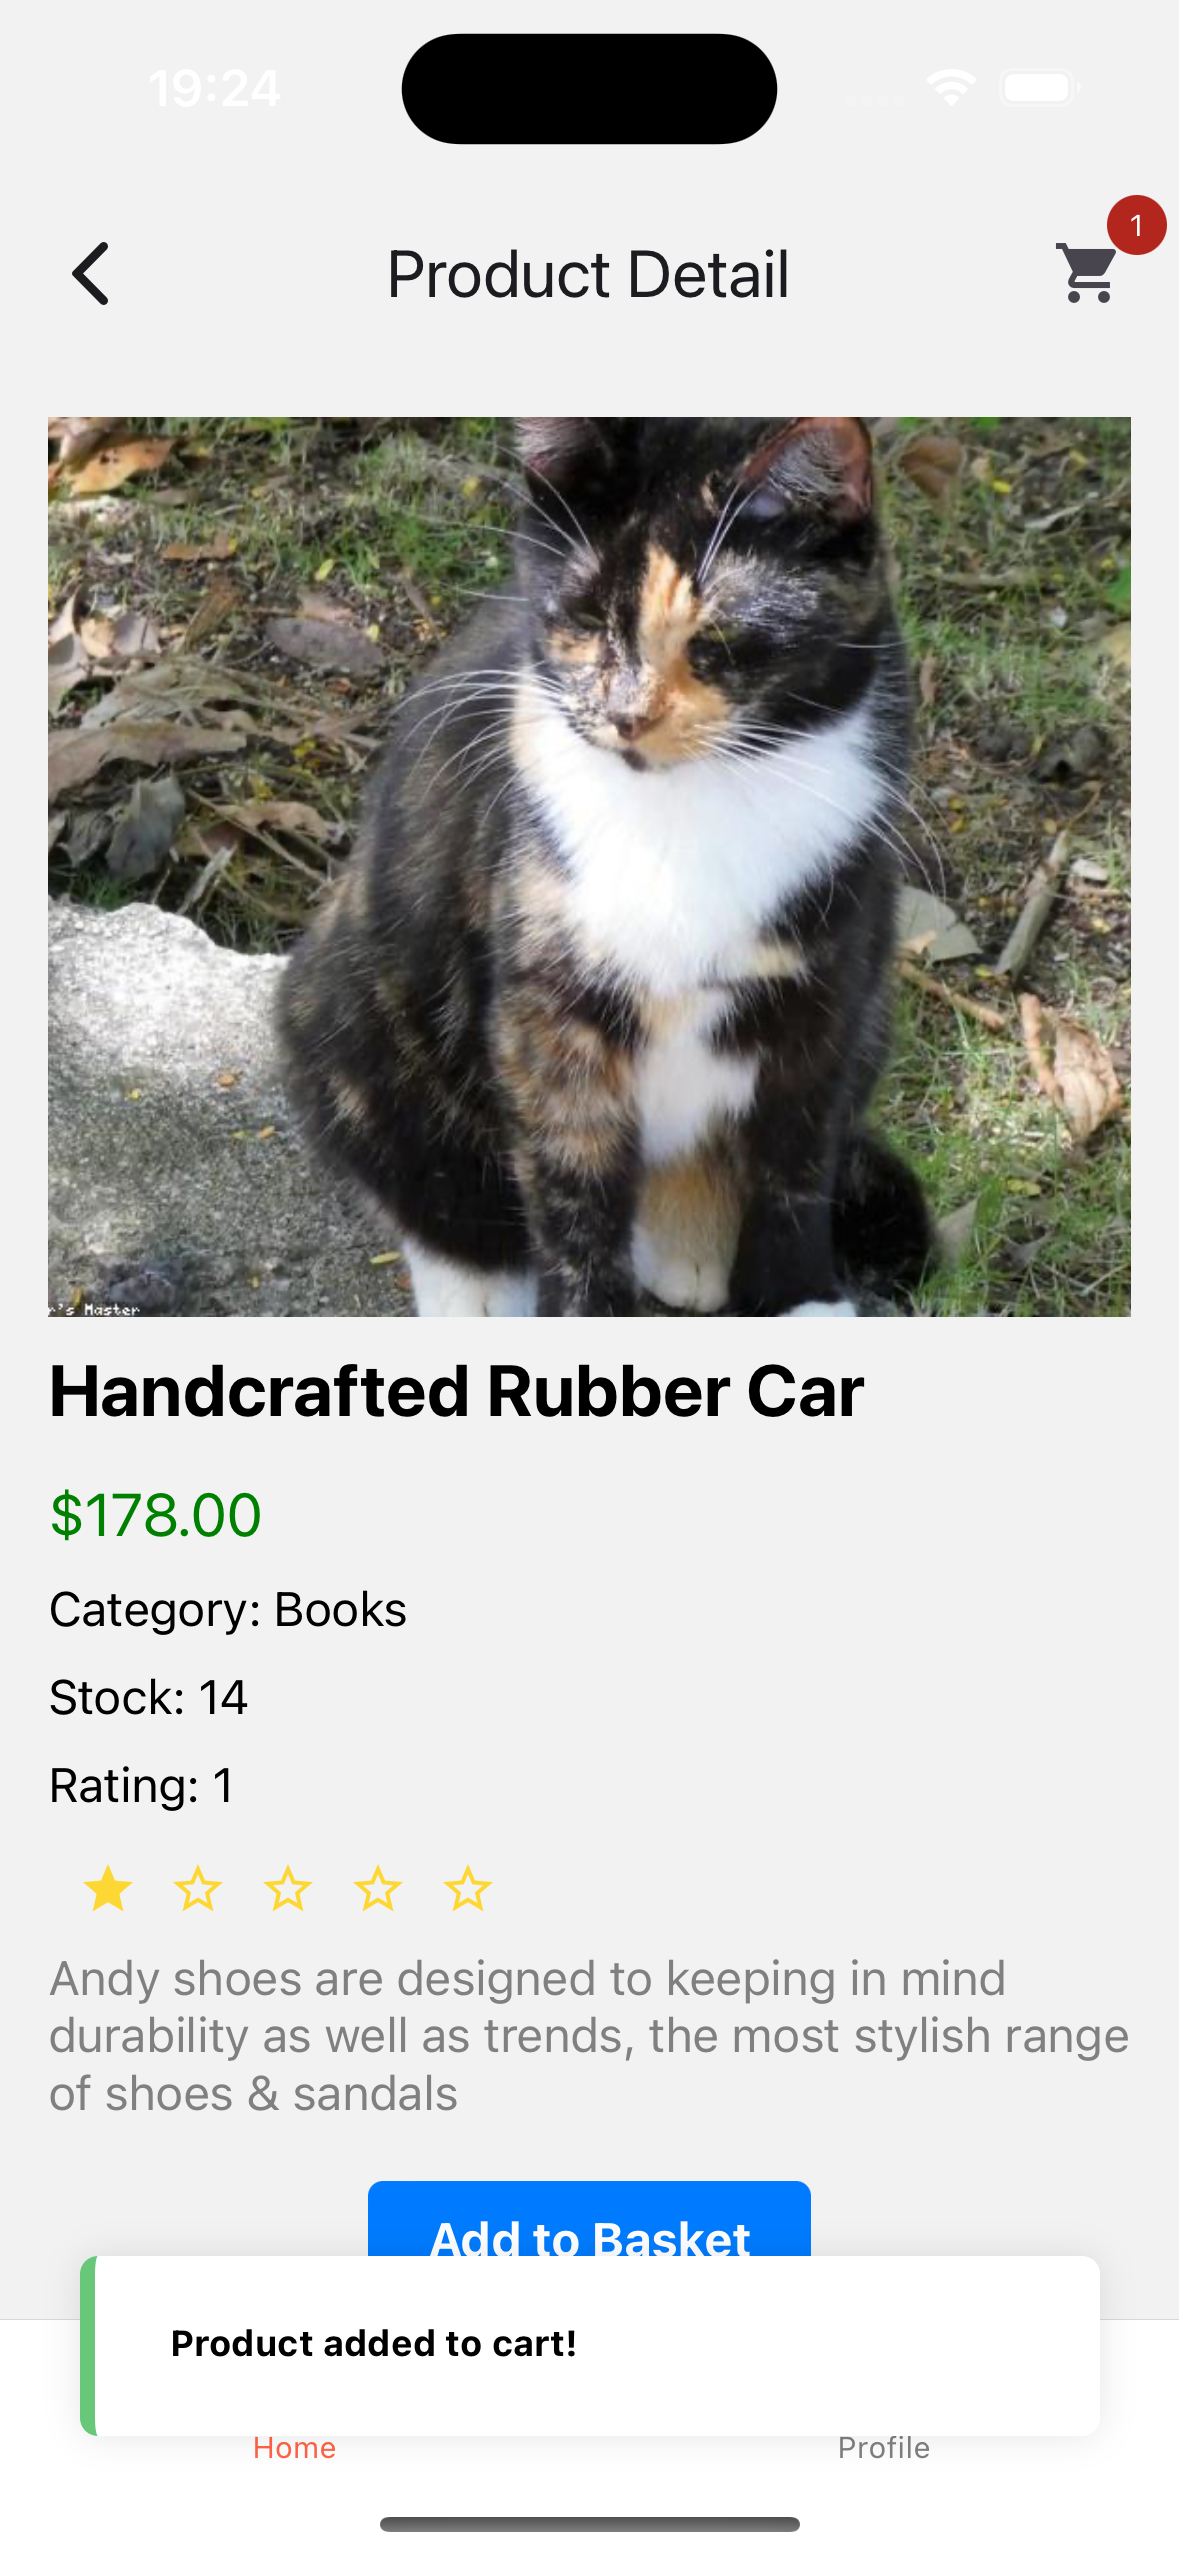 19:24
Product Detail
1
r's Master
Handcrafted Rubber Car
$178.00
Category: Books
Stock: 14
Rating: 1
Andy shoes are designed to keeping in mind
durability as well as trends, the most stylish range
of shoes & sandals
Add to Basket
Product added to cart!
Home
Profile